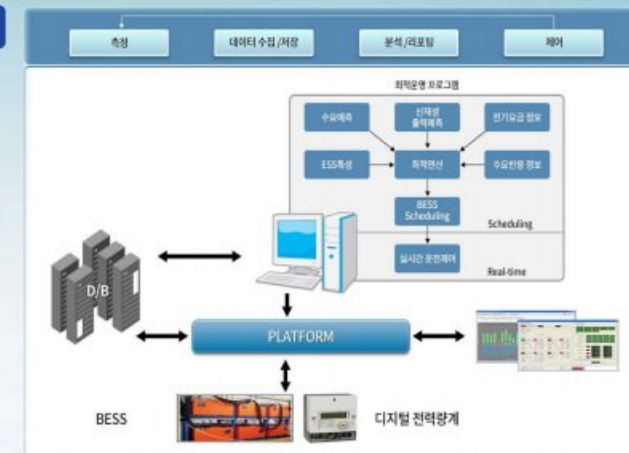 측정
데이터 수집/저장
분석/리포팅
제어
최적운영 프로그램
수요예측
신재생
출력예측
전기요금 정보
ESS특성
최적연산
수요반응 정보
BESS
Scheduling
Scheduling
실시간 운전제어
Real-time
D/B
PLATFORM
BESS
디지털 전력량계